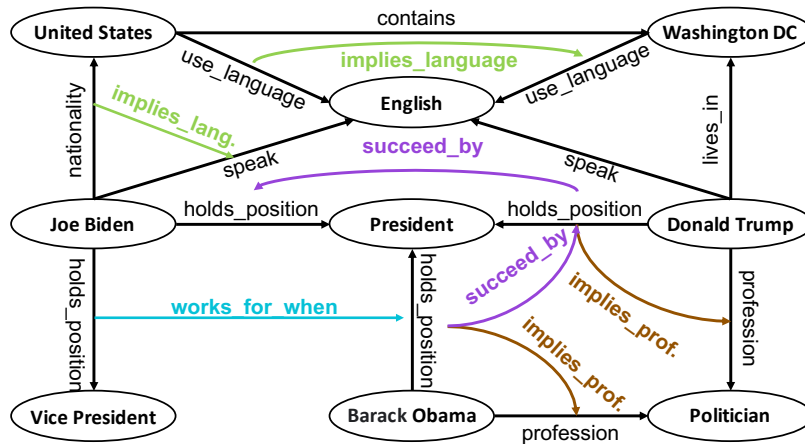 contains
United States
Washington DC
use_language
implies_language
use_language
English
nationality
implies_lang.
speak
succeed_by
speak
lives_in
Joe Biden
holds_position
President
holds_position
Donald Trump
holds_position
works_for_when
holds_position
succeed_by
implies_prof.
implies_prof.
profession
Vice President
Barack Obama
profession
Politician